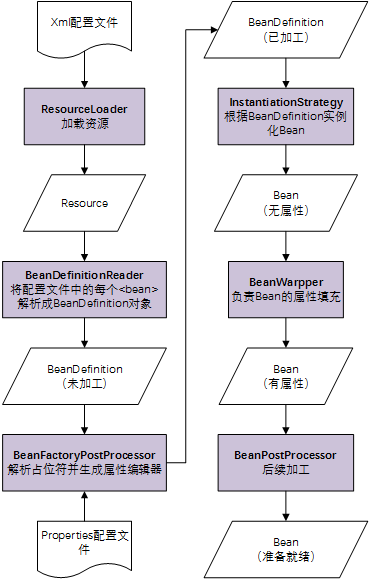 Xml配置文件
ResourceLoader
加载资源
Resource
BeanDefinitionReader
将配置文件中的每个<bean>
解析成BeanDefinition对象
BeanDefinition
（未加工）
BeanFactoryPostProcessor
解析占位符并生成属性编辑器
Properties配置文
件
BeanDefinition
（已加工）
InstantiationStrategy
根据BeanDefinition实例
化Bean
Bean
（无属性）
BeanWarpper
负责Bean的属性填充
Bean
（有属性）
BeanPostProcessor
后续加工
Bean
（准备就绪）